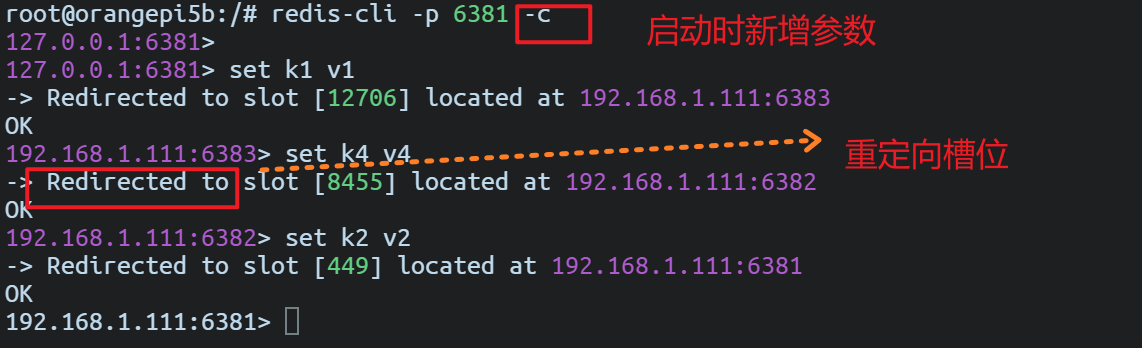 root@orangepi5b:/# redis-cli -p 6381 -c
启动时新增参数
127.0.0.1:6381>
127.0.0.1:6381> set k1 v1
-> Redirected to slot [12706] located at 192.168.1.111:6383
OK
192.168.1.111:6383> set k4 v4
重定向槽位
-> Redirected to slot [8455] located at 192.168.1.111:6382
OK
192.168.1.111:6382> set k2 v2
-> Redirected to slot [449] located at 192.168.1.111:6381
OK
192.168.1.111:6381>